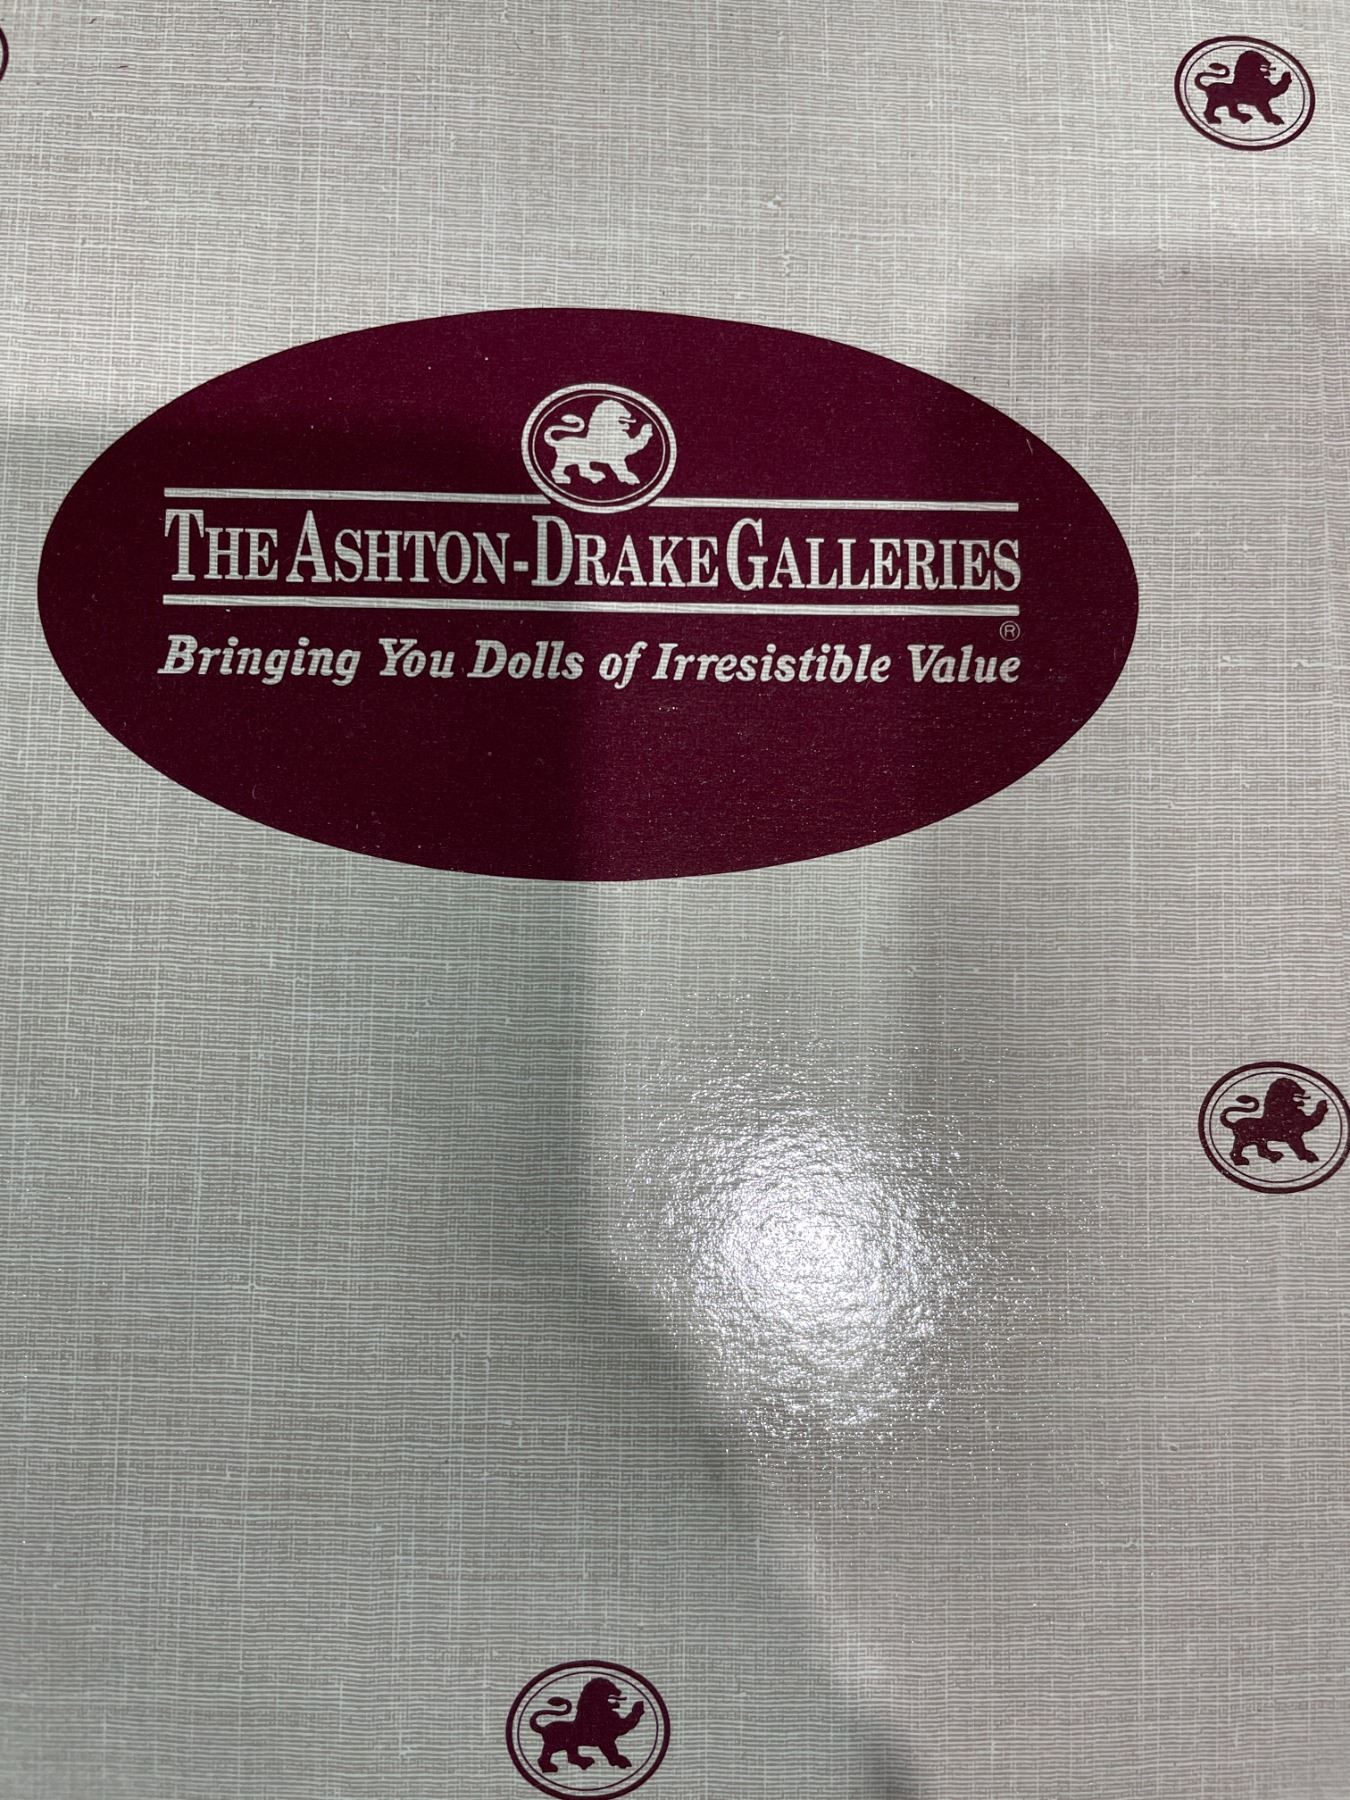 THE ASHTON-DRAKE GALLERIES
®
Bringing You Dolls of Irresistible Value